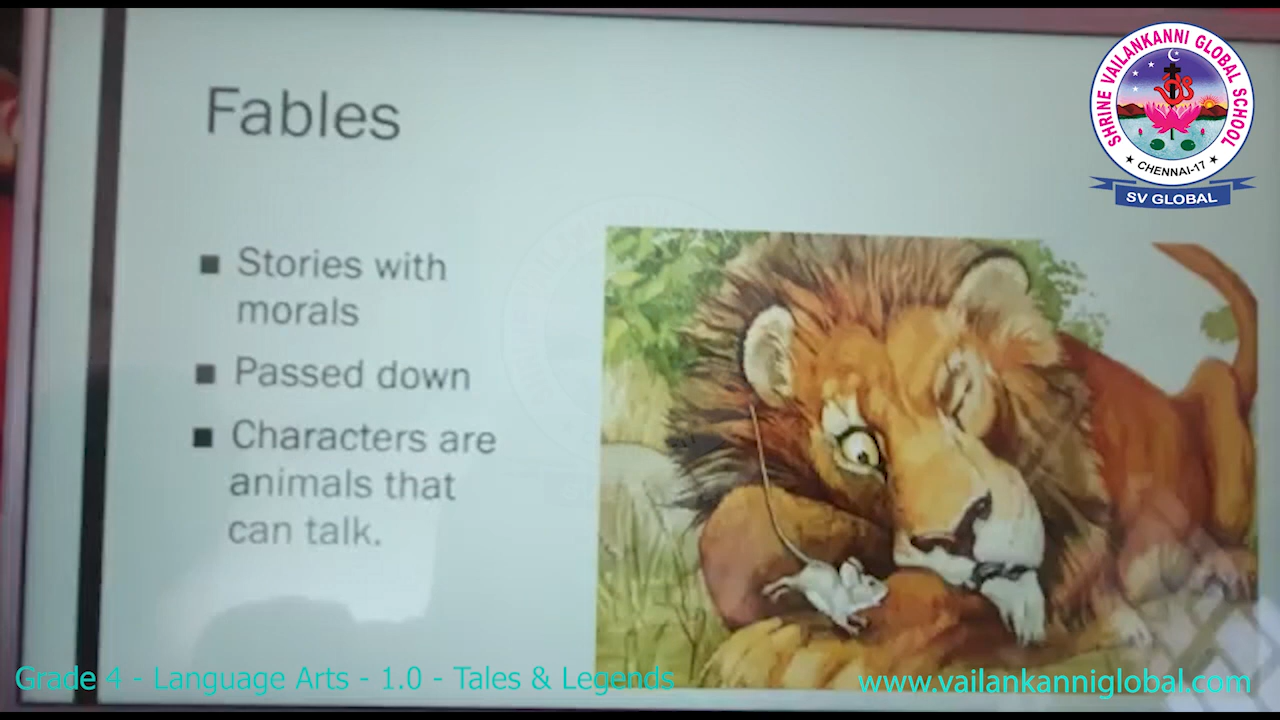 Fables
■ Stories with
morals
■ Passed down
■ Characters are
animals that
can talk.
SHRINE VAILANKANNI GLOBAL SCHOOL
★ CHENNAI-17 ★
SV GLOBAL
Grade 4 - Language Arts - 1.0 - Tales & Legends
www.vailankanniglobal.com